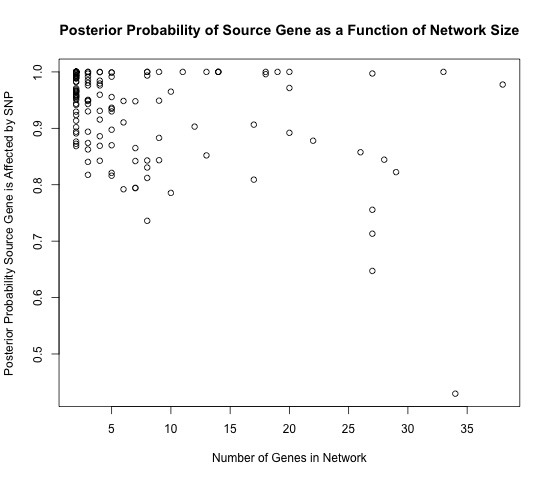 Posterior Probability of Source Gene as a Function of Network Size
Posterior Probability Source Gene is Affected by SNP
1.0
0.9
0.8
0.7
0.6
0.5
5 10 15 20 25 30 35
Number of Genes in Network